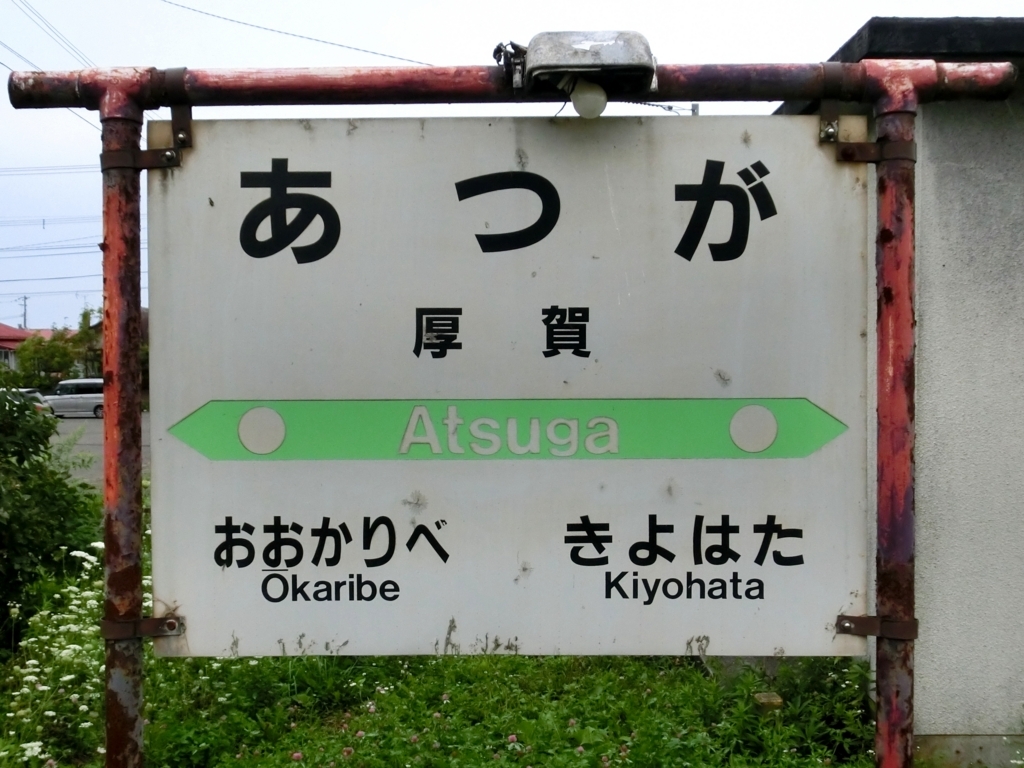 あつが
厚賀
Atsuga
おおかりべ
Ōkaribe
きよはた
Kiyohata